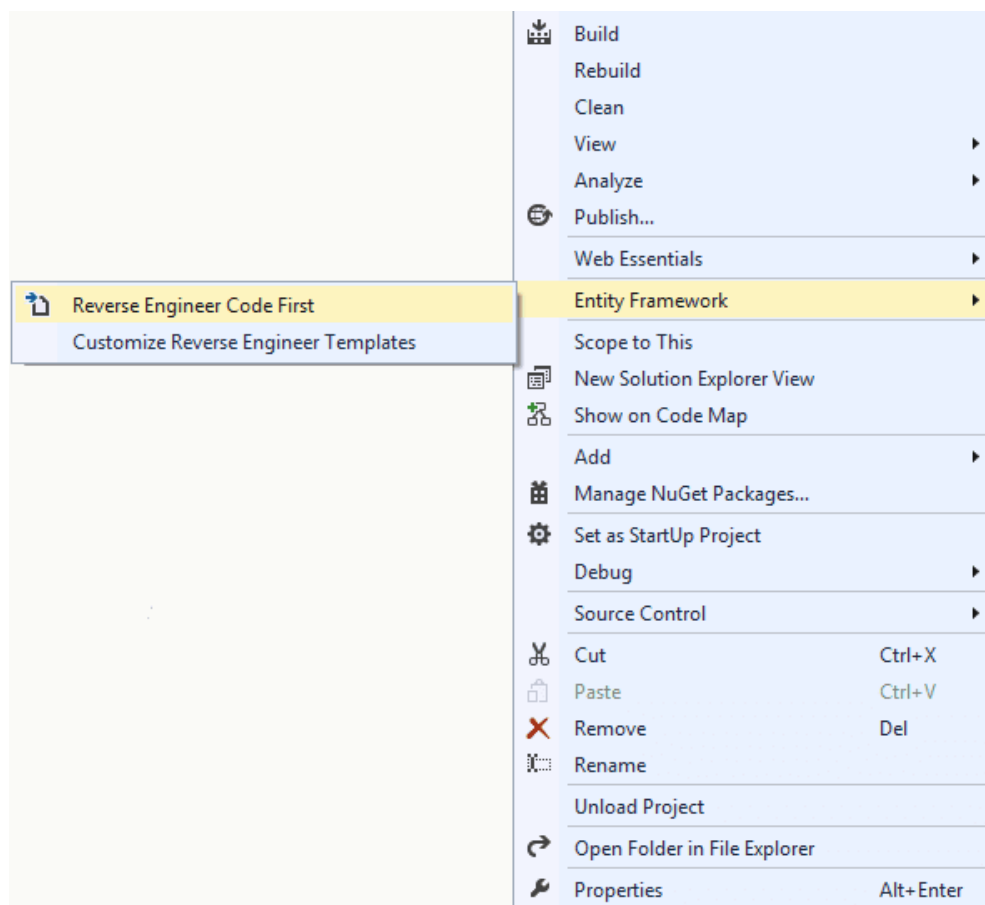 Build
Rebuild
Clean
View
Analyze
Publish...
Web Essentials
Entity Framework
Reverse Engineer Code First
Customize Reverse Engineer Templates
Scope to This
New Solution Explorer View
Show on Code Map
Add
Manage NuGet Packages...
Set as StartUp Project
Debug
Source Control
Cut Ctrl+X
Paste Ctrl+V
Remove Del
Rename
Unload Project
Open Folder in File Explorer
Properties Alt+Enter